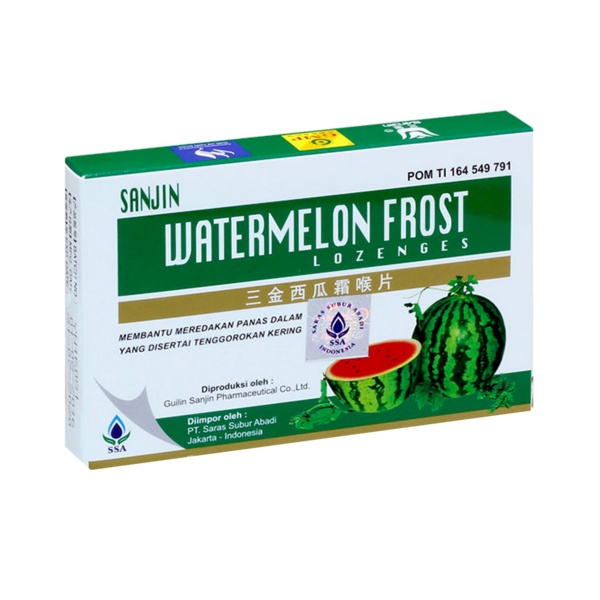 GMP
POM TI 164 549 791
SANJIN
WATERMELON FROST
LOZENGES
三金西瓜霜喉片
MEMBANTU MEREDAKAN PANAS DALAM
YANG DISERTAI TENGGOROKAN KERING
SARAS SUBUR ABADI
SSA
INDONESIA
Diproduksi oleh :
Guilin Sanjin Pharmaceutical Co.,Ltd.
Diimpor oleh :
PT. Saras Subur Abadi
Jakarta - Indonesia
SSA